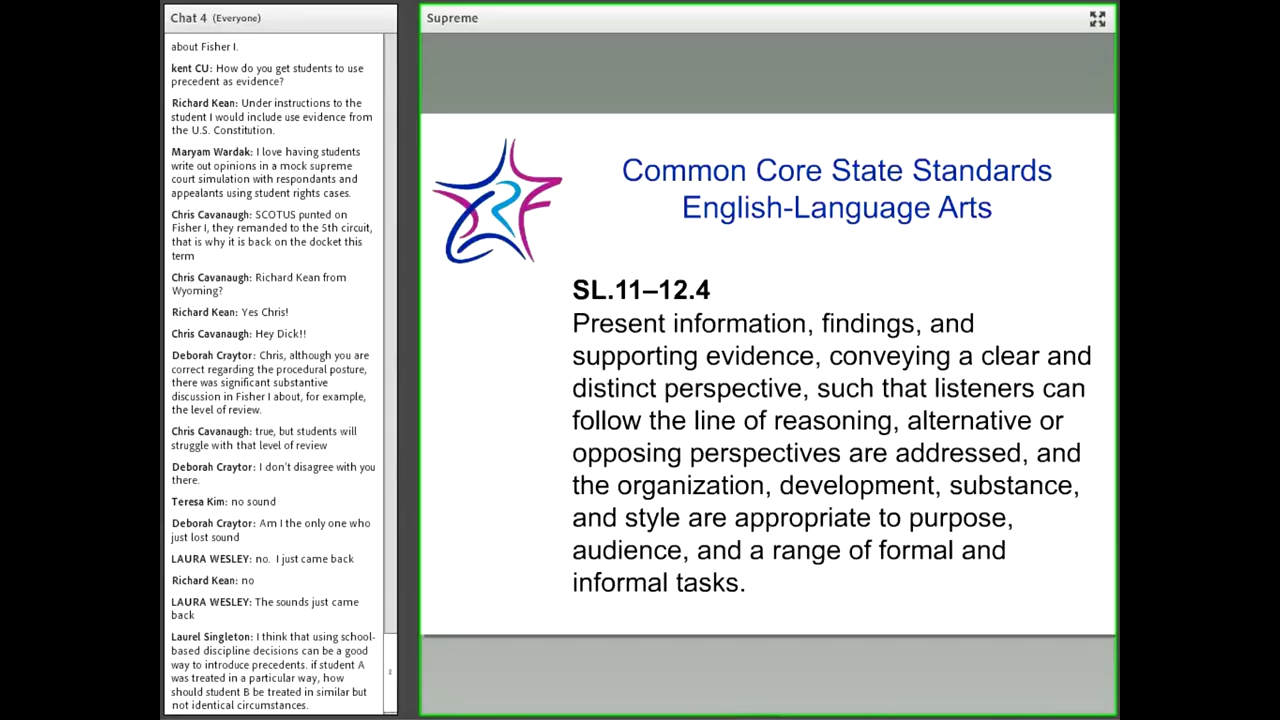 Chat 4 (Everyone)
about Fisher I.
kent CU: How do you get students to use
precedent as evidence?
Richard Kean: Under instructions to the
student I would include use evidence from
the U.S. Constitution.
Maryam Wardak: I love having students
write out opinions in a mock supreme
court simulation with respondants and
appealants using student rights cases.
Chris Cavanaugh: SCOTUS punted on
Fisher I, they remanded to the 5th circuit,
that is why it is back on the docket this
term
Chris Cavanaugh: Richard Kean from
Wyoming?
Richard Kean: Yes Chris!
Chris Cavanaugh: Hey Dick!!
Deborah Craytor: Chris, although you are
correct regarding the procedural posture,
there was significant substantive
discussion in Fisher I about, for example,
the level of review.
Chris Cavanaugh: true, but students will
struggle with that level of review
Deborah Craytor: I don't disagree with you
there.
Teresa Kim: no sound
Deborah Craytor: Am I the only one who
just lost sound
LAURA WESLEY: no. I just came back
Richard Kean: no
LAURA WESLEY: The sounds just came
back
Laurel Singleton: I think that using school-
based discipline decisions can be a good
way to introduce precedents. if student A
was treated in a particular way, how
should student B be treated in similar but
not identical circumstances.
Supreme
CRF
Common Core State Standards
English-Language Arts
SL.11–12.4
Present information, findings, and
supporting evidence, conveying a clear and
distinct perspective, such that listeners can
follow the line of reasoning, alternative or
opposing perspectives are addressed, and
the organization, development, substance,
and style are appropriate to purpose,
audience, and a range of formal and
informal tasks.